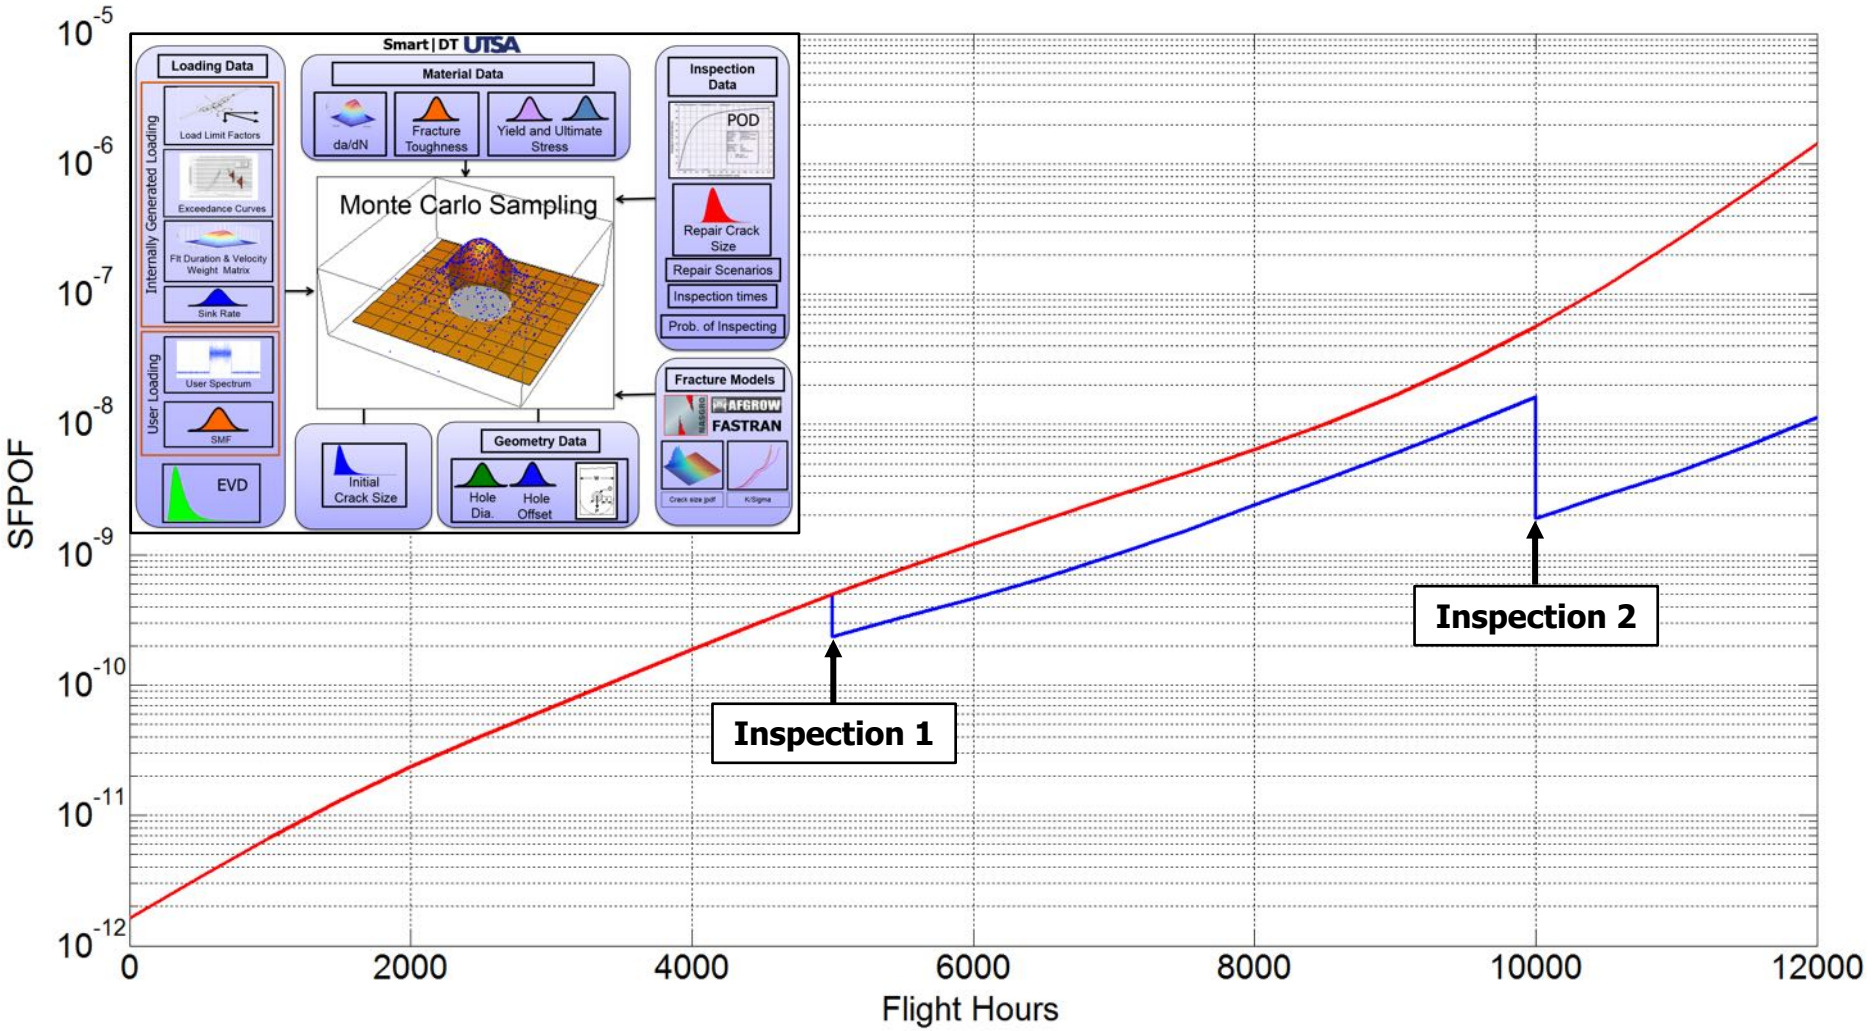 10^-5
10^-6
10^-7
10^-8
10^-9
10^-10
10^-11
10^-12
SFPOF
0
2000
4000
6000
8000
10000
12000
Flight Hours
Inspection 1
Inspection 2
Smart|DT UTSA
Loading Data
Internally Generated Loading
Load Limit Factors
Exceedance Curves
Flt Duration & Velocity
Weight Matrix
Sink Rate
User Loading
User Spectrum
SMF
EVD
Material Data
da/dN
Fracture
Toughness
Yield and Ultimate
Stress
Monte Carlo Sampling
Initial
Crack Size
Geometry Data
Hole
Dia.
Hole
Offset
Inspection
Data
POD
Repair Crack
Size
Repair Scenarios
Inspection times
Prob. of Inspecting
Fracture Models
NASGRO
AFGROW
FASTRAN
Crack size pdf
K/Sigma